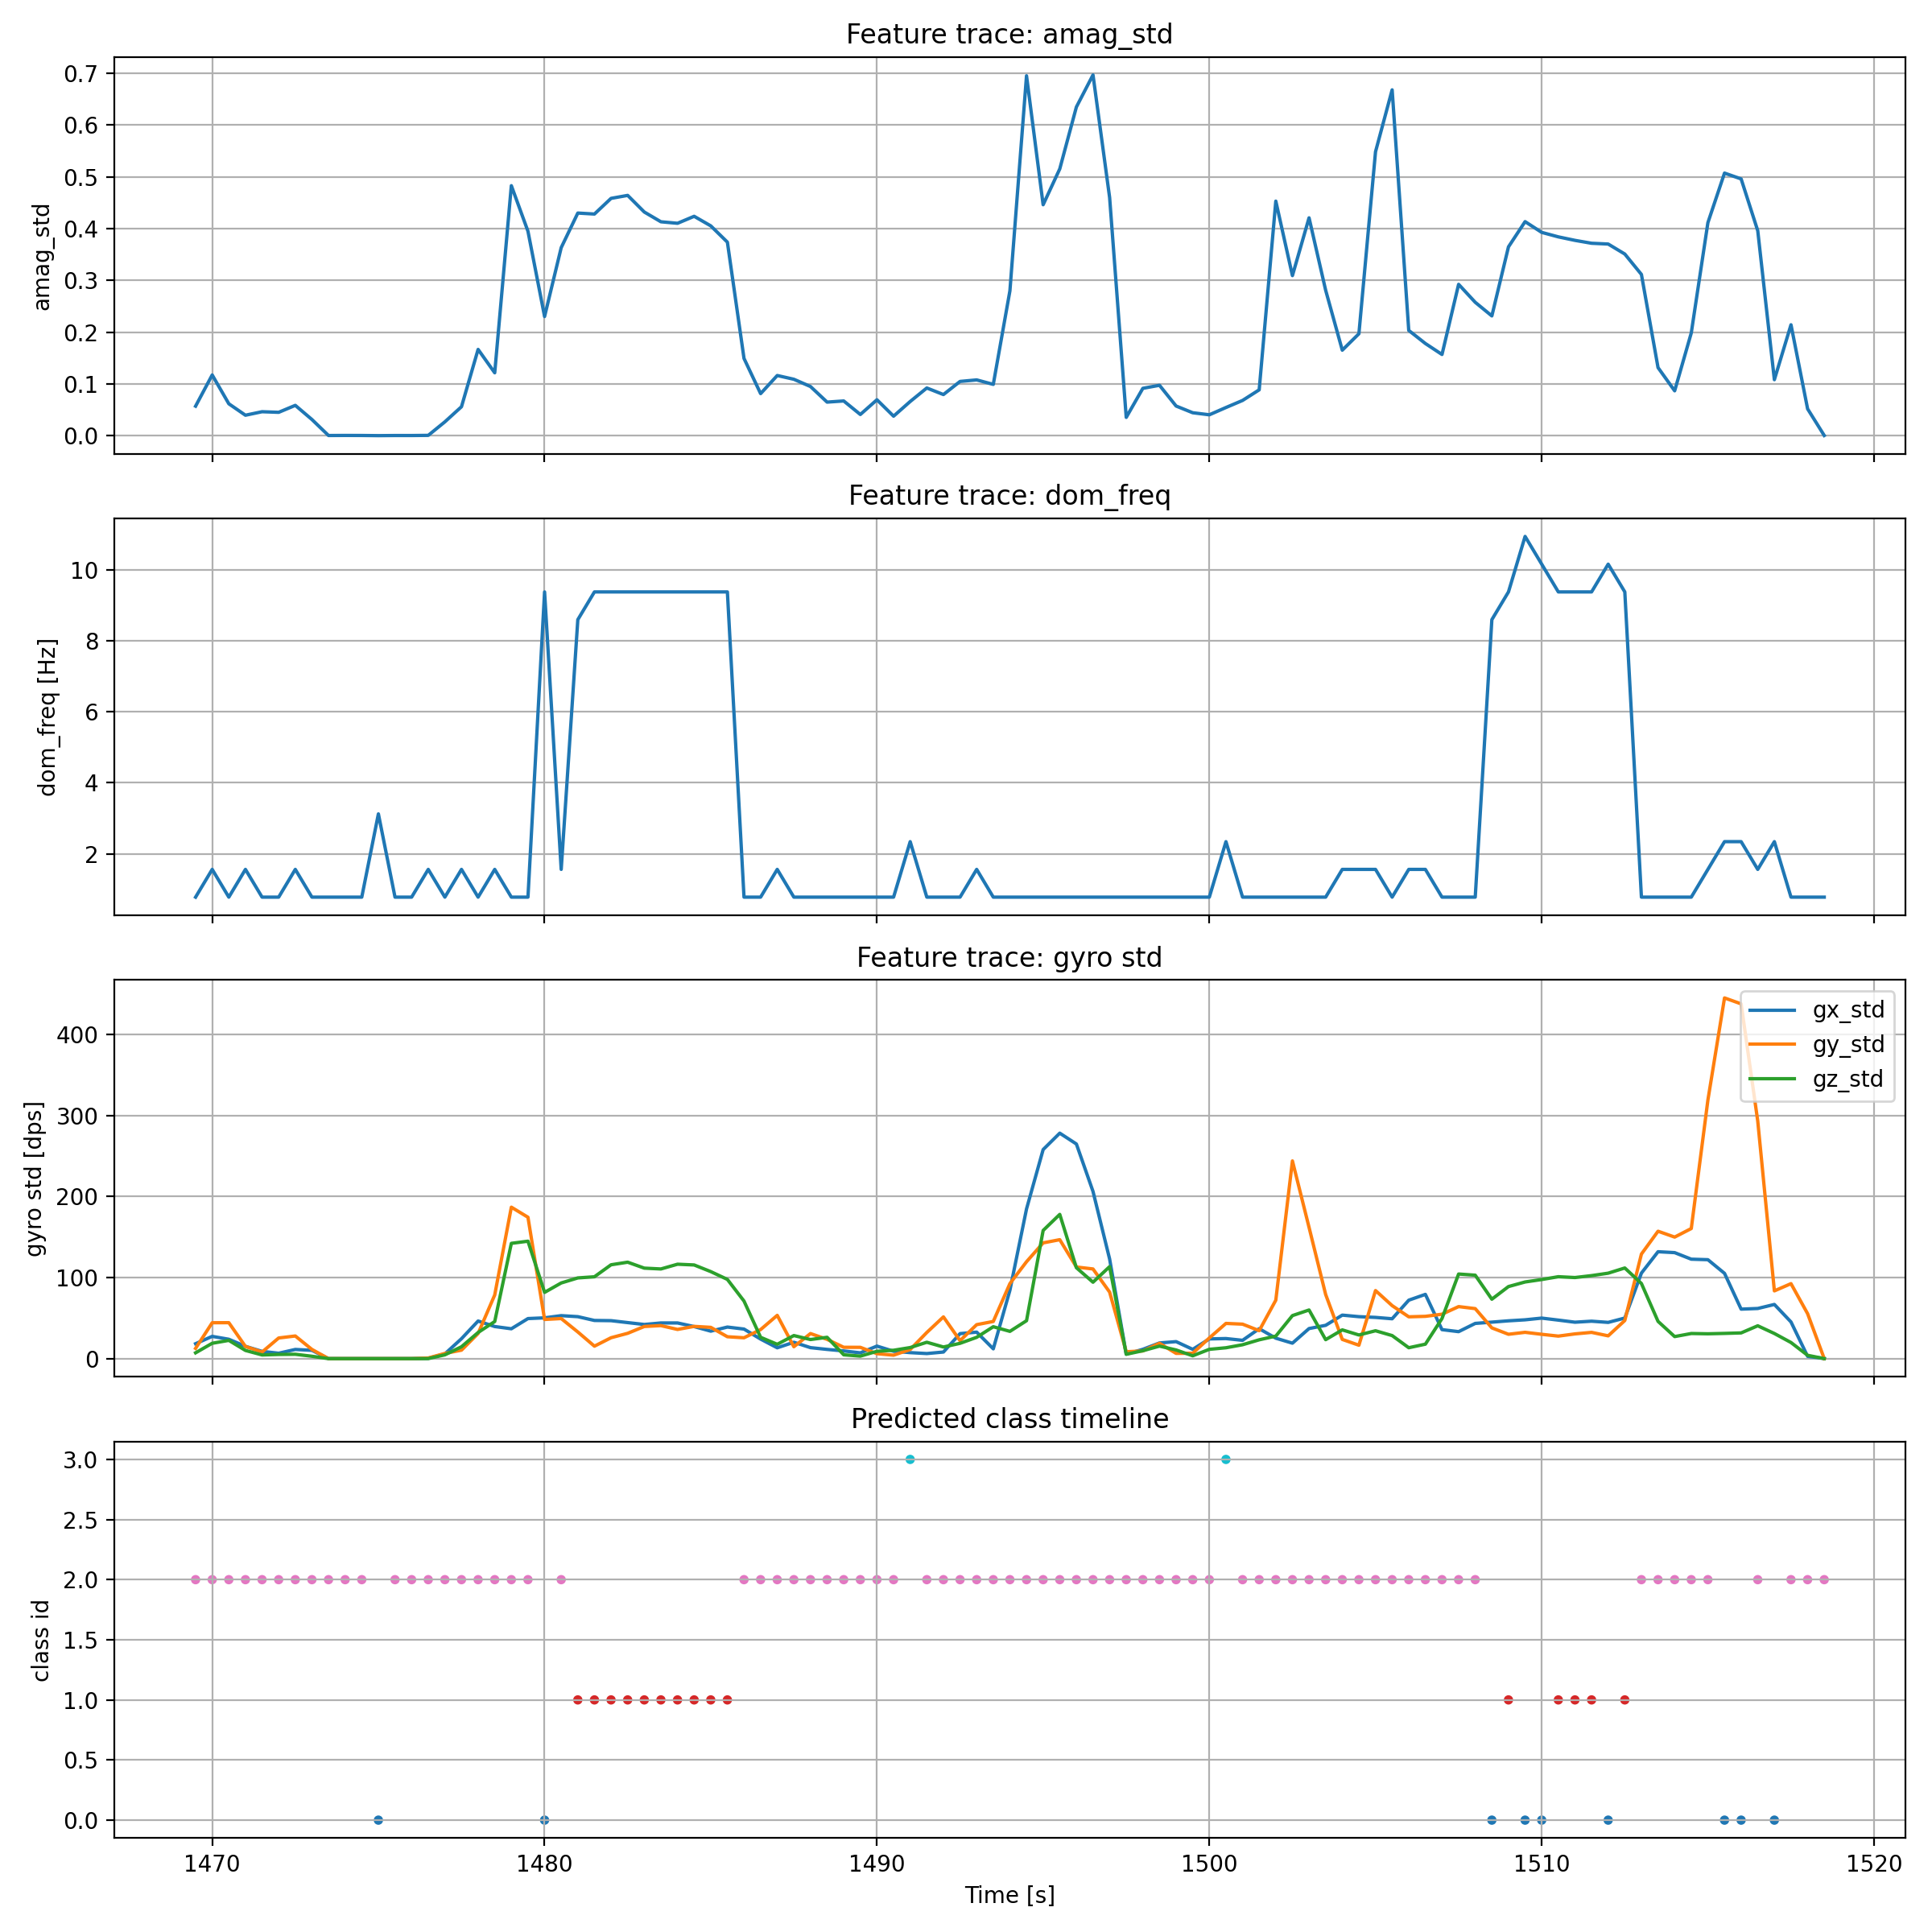 Feature trace: amag_std
0.7
0.6
0.5
0.4
0.3
0.2
0.1
0.0
amag_std
Feature trace: dom_freq
10
8
6
4
2
dom_freq [Hz]
Feature trace: gyro std
400
300
200
100
0
gyro std [dps]
gx_std
gy_std
gz_std
Predicted class timeline
3.0
2.5
2.0
1.5
1.0
0.5
0.0
class id
1470 1480 1490 1500 1510 1520
Time [s]